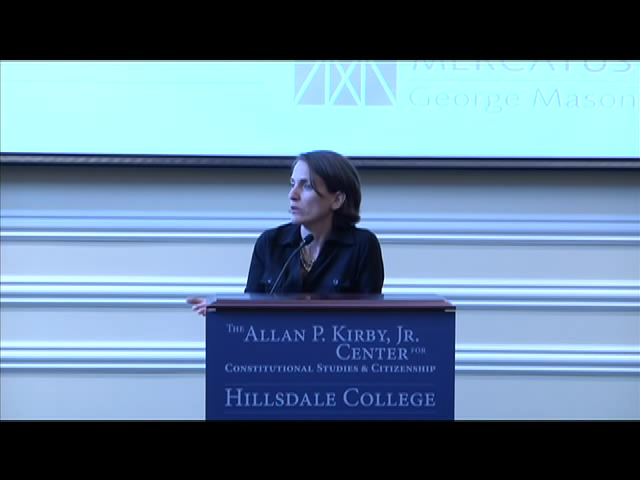 MERCATUS
George Mason
THE ALLAN P. KIRBY, JR.
CENTER FOR
CONSTITUTIONAL STUDIES & CITIZENSHIP
HILLSDALE COLLEGE